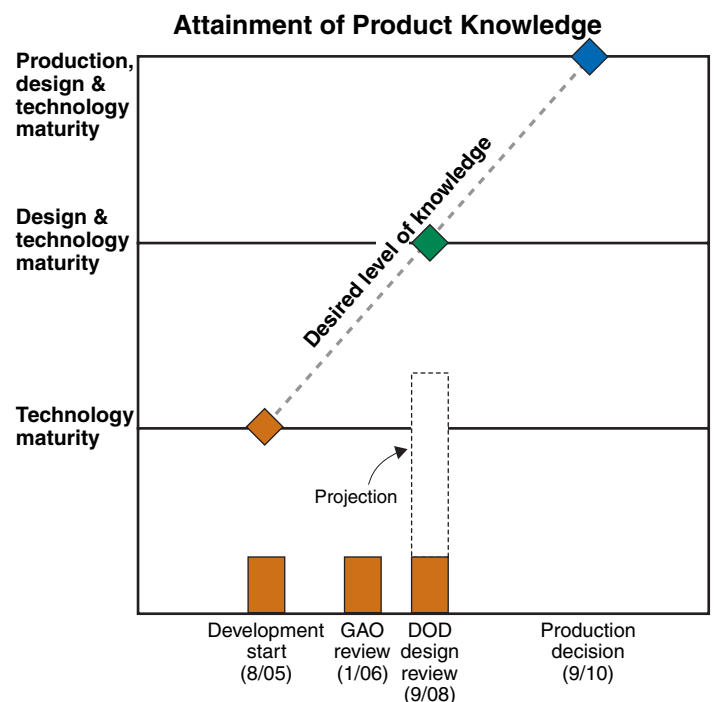 Attainment of Product Knowledge
Production,
design &
technology
maturity
Design &
technology
maturity
Technology
maturity
Desired level of knowledge
Projection
Development
start
(8/05)
GAO
review
(1/06)
DOD
design
review
(9/08)
Production
decision
(9/10)